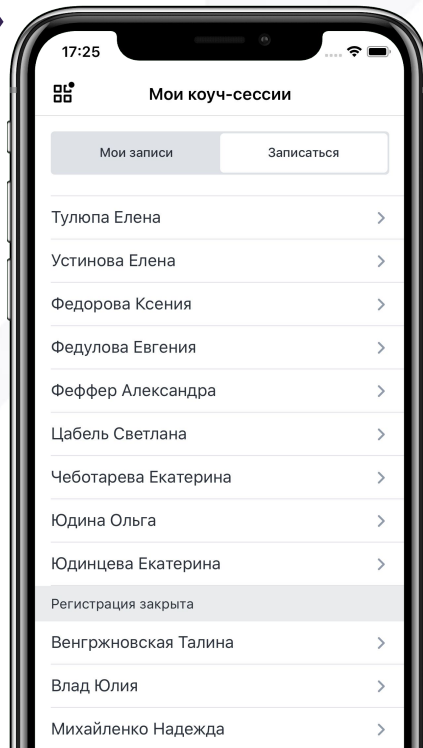 17:25
Мои коуч-сессии
Мои записи Записаться
Тулюпа Елена
Устинова Елена
Федорова Ксения
Федулова Евгения
Феффер Александра
Цабель Светлана
Чеботарева Екатерина
Юдина Ольга
Юдинцева Екатерина
Регистрация закрыта
Венгржновская Талина
Влад Юлия
Михайленко Надежда